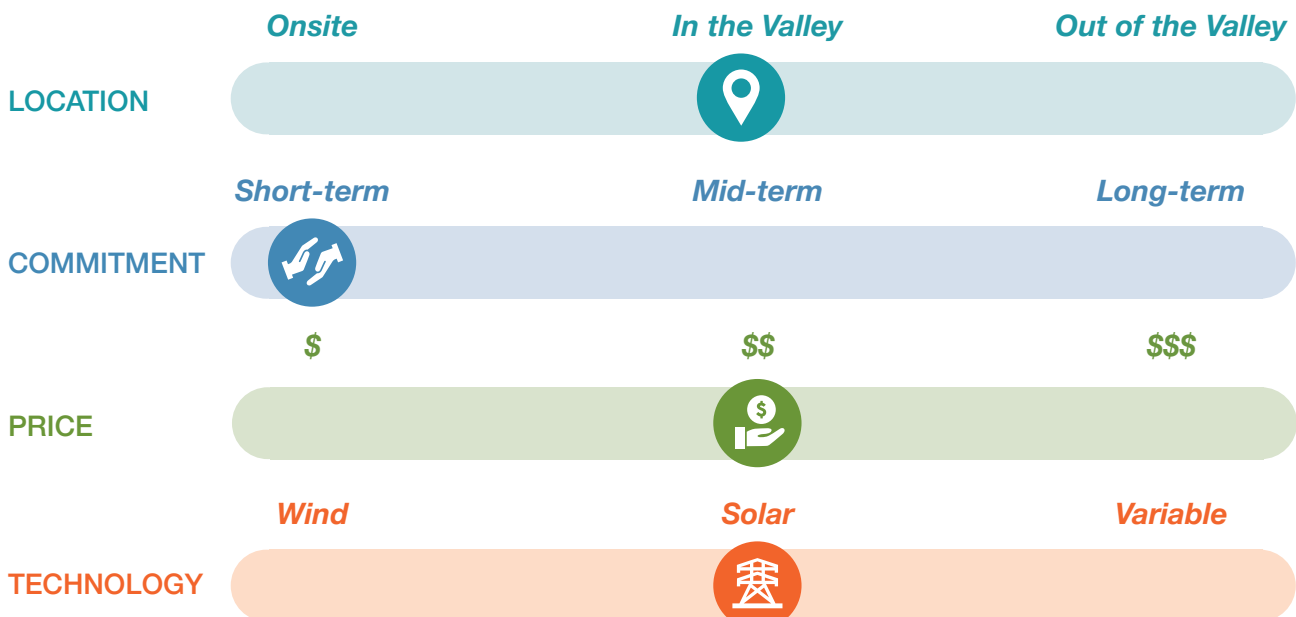 Onsite In the Valley Out of the Valley
LOCATION
Short-term Mid-term Long-term
COMMITMENT
$ $$ $$$
$
PRICE
Wind Solar Variable
TECHNOLOGY